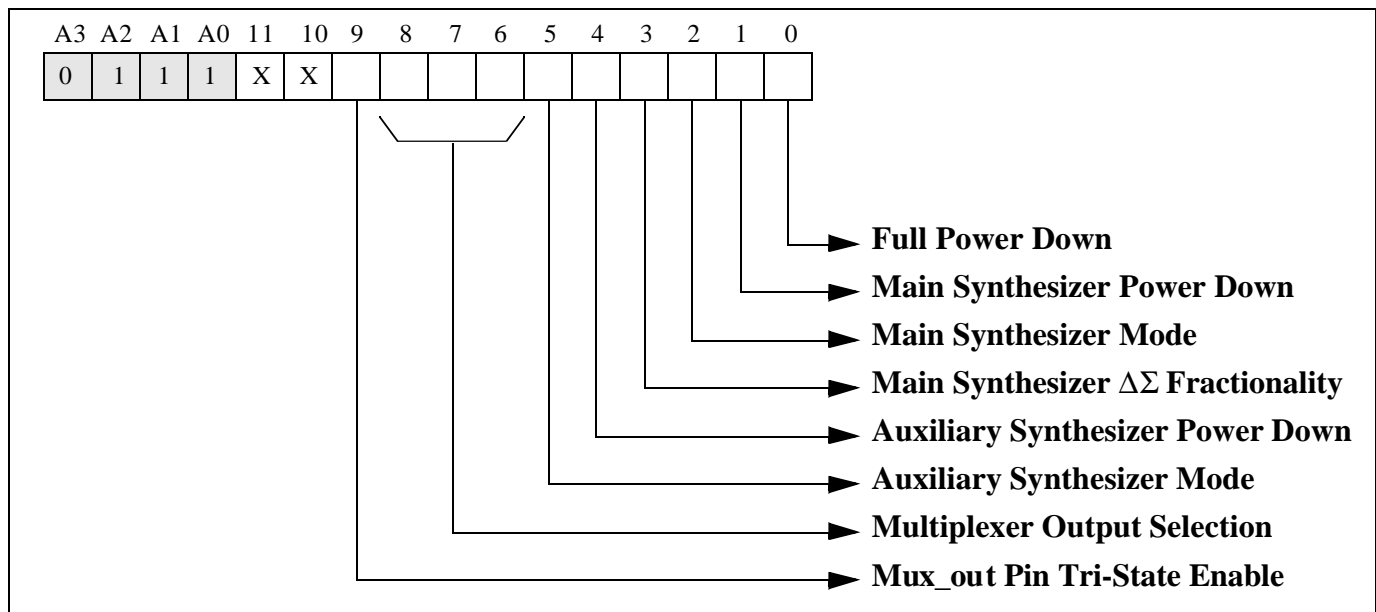 A3 A2 A1 A0 11 10 9 8 7 6 5 4 3 2 1 0
0 1 1 1 X X
Full Power Down
Main Synthesizer Power Down
Main Synthesizer Mode
Main Synthesizer ΔΣ Fractionality
Auxiliary Synthesizer Power Down
Auxiliary Synthesizer Mode
Multiplexer Output Selection
Mux_out Pin Tri-State Enable